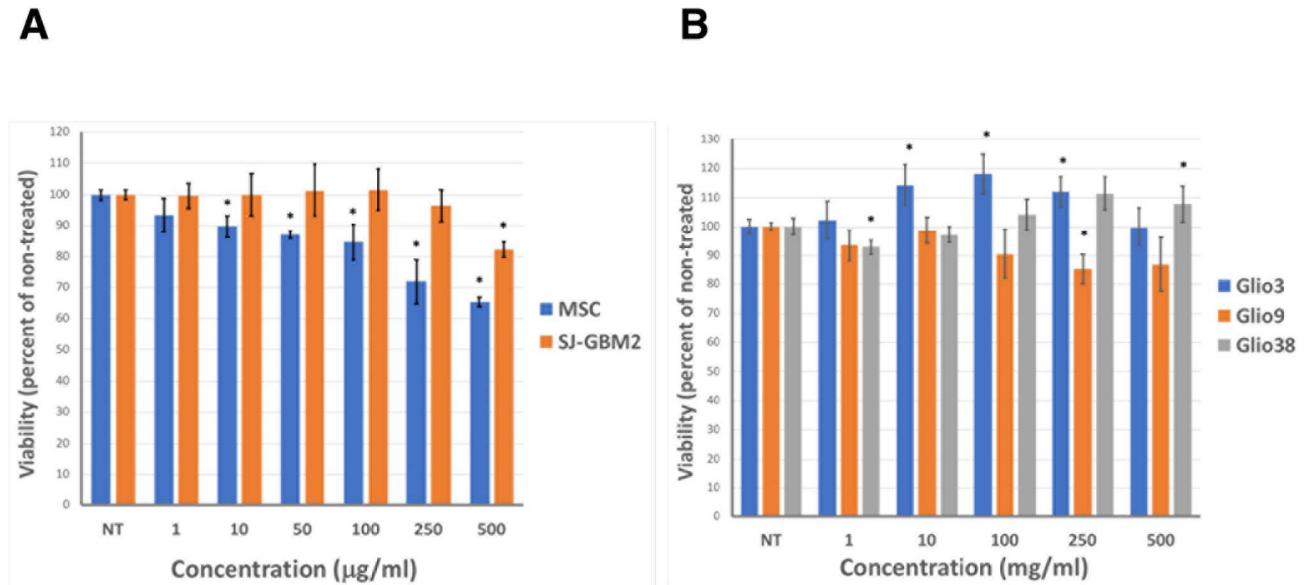 A
B
120
110
100
90
80
70
60
50
40
30
20
10
0
Viability (percent of non-treated)
* * * * * *
NT 1 10 50 100 250 500
Concentration (µg/ml)
MSC
SJ-GBM2
130
120
110
100
90
80
70
60
50
40
30
20
10
0
Viability (percent of non-treated
* * * * * *
NT 1 10 100 250 500
Concentration (mg/ml)
Glio3
Glio9
Glio38